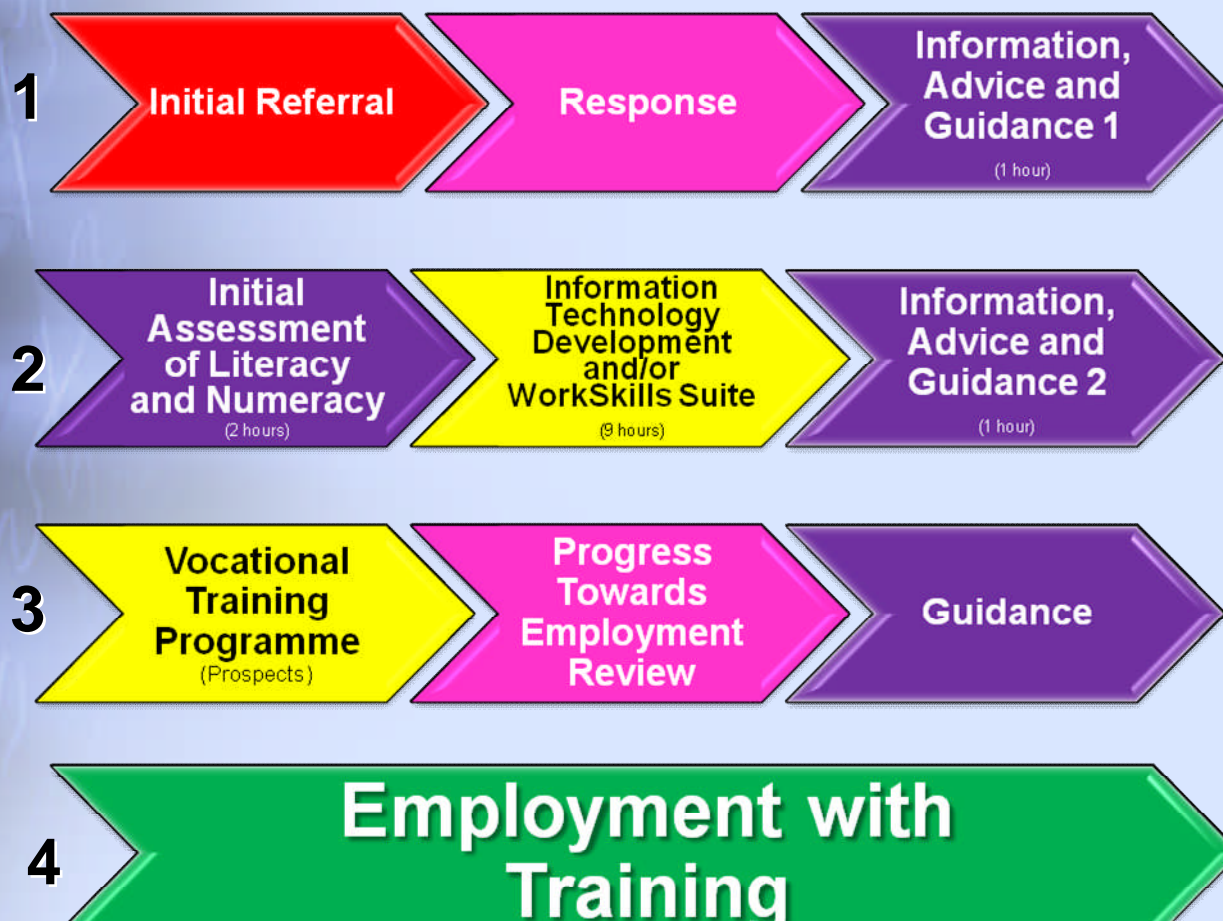 1
Initial Referral
Response
Information,
Advice and
Guidance 1
(1 hour)
2
Initial
Assessment
of Literacy
and Numeracy
(2 hours)
Information
Technology
Development
and/or
WorkSkills Suite
(9 hours)
Information,
Advice and
Guidance 2
(1 hour)
3
Vocational
Training
Programme
(Prospects)
Progress
Towards
Employment
Review
Guidance
4
Employment with
Training